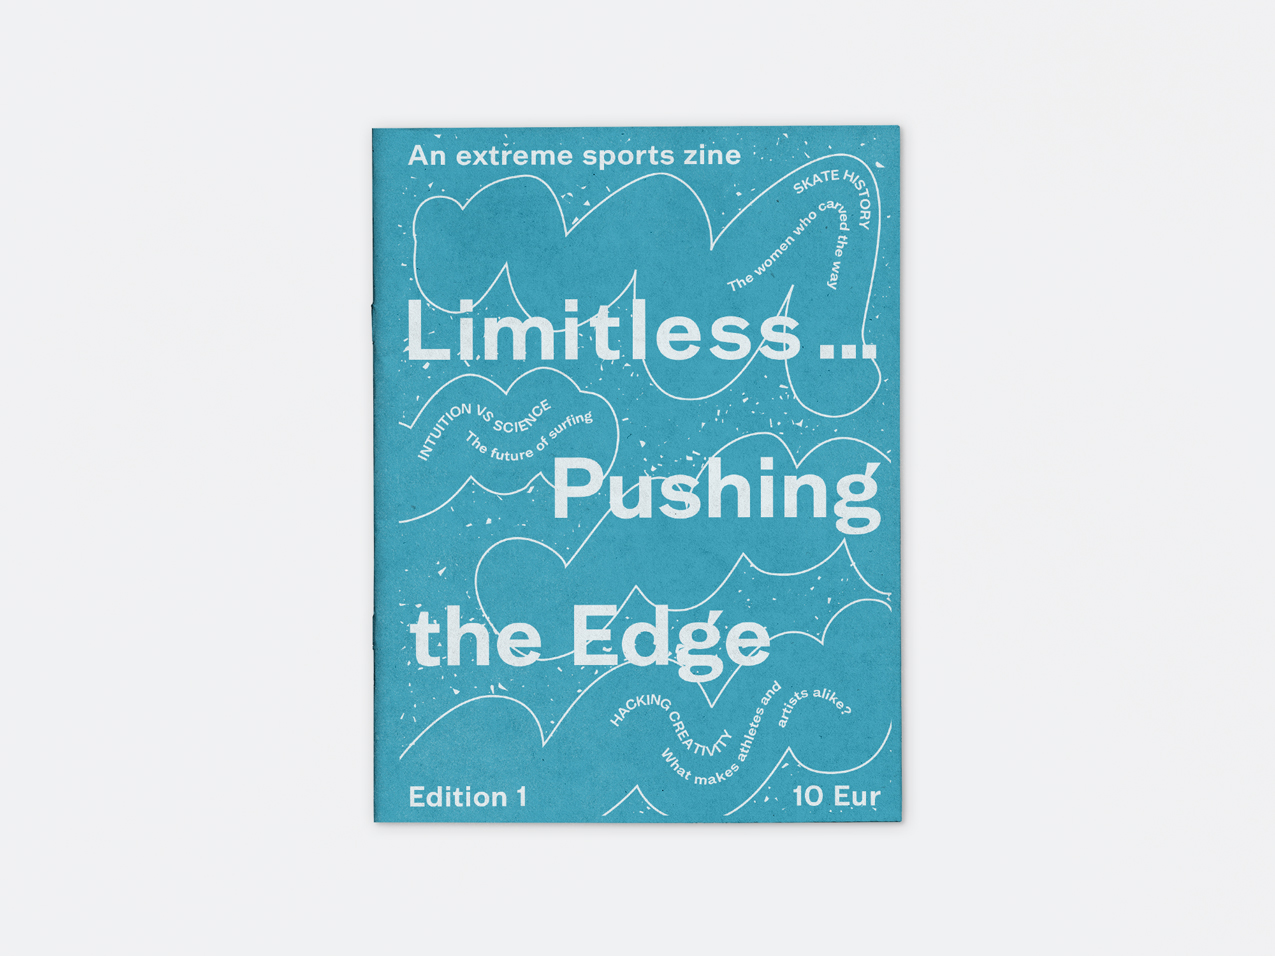 An extreme sports zine
SKATE HISTORY
The women who carved the way
Limitless...
INTUITION VS SCIENCE
The future of surfing
Pushing
the Edge
HACKING CREATIVITY
What makes athletes and
artists alike?
Edition 1
10 Eur